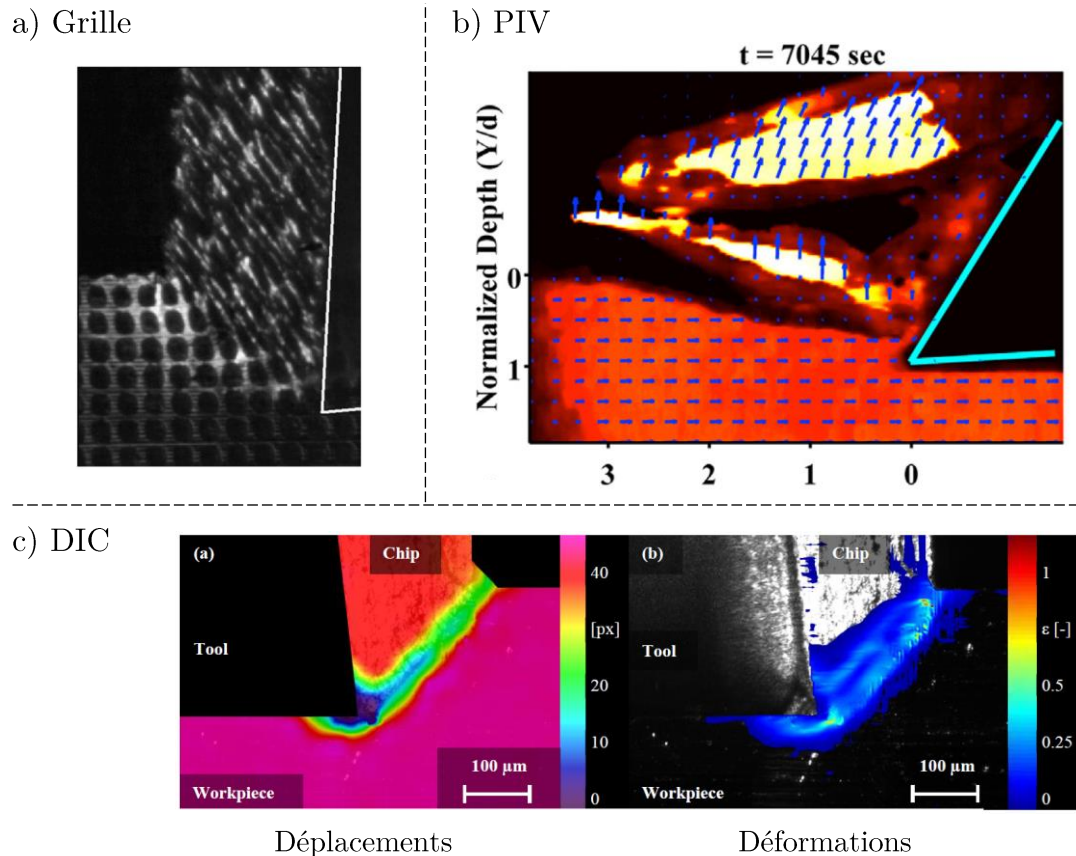 a) Grille
b) PIV
t = 7045 sec
Normalized Depth (Y/d)
0
1
3 2 1 0
c) DIC
(a)
Chip
40
[px]
Tool
20
10
100 µm
Workpiece
0
(b)
Chip
1
ε [-]
Tool
0.5
0.25
100 µm
Workpiece
0
Déplacements
Déformations